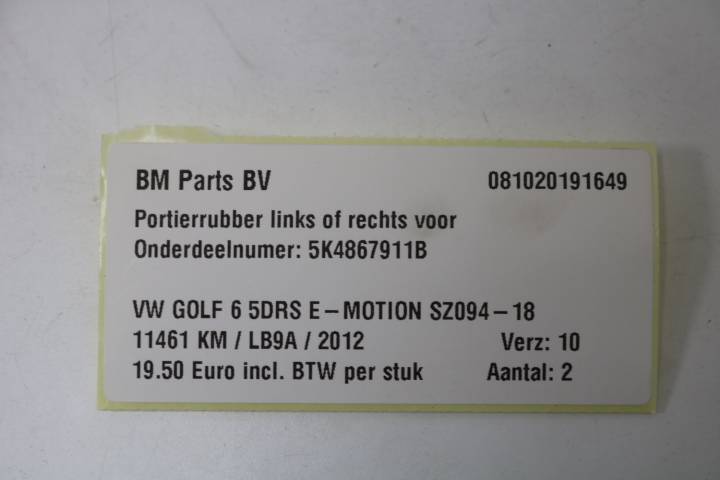 BM Parts BV 081020191649
Portierrubber links of rechts voor
Onderdeelnumer: 5K4867911B
VW GOLF 6 5DRS E-MOTION SZ094-18
11461 KM / LB9A / 2012 Verz: 10
19.50 Euro incl. BTW per stuk Aantal: 2